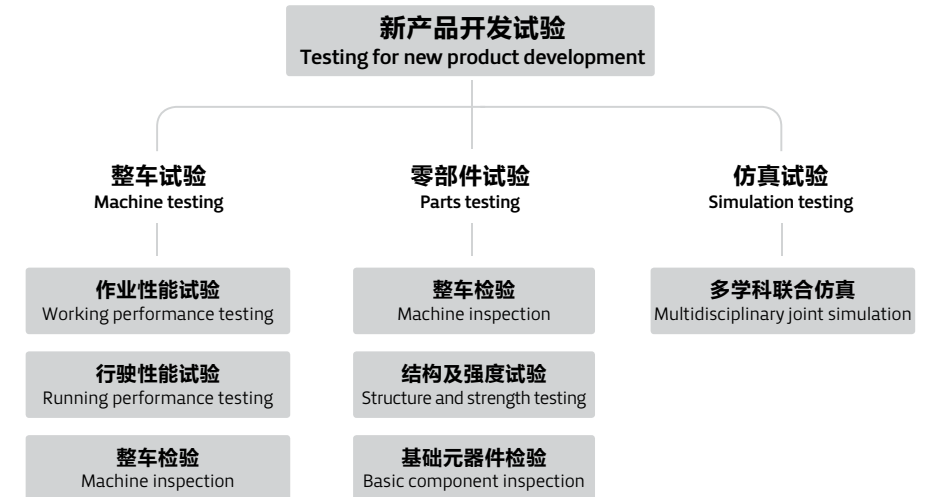 新产品开发试验
Testing for new product development
整车试验
Machine testing
零部件试验
Parts testing
仿真试验
Simulation testing
作业性能试验
Working performance testing
整车检验
Machine inspection
多学科联合仿真
Multidisciplinary joint simulation
行驶性能试验
Running performance testing
结构及强度试验
Structure and strength testing
整车检验
Machine inspection
基础元器件检验
Basic component inspection